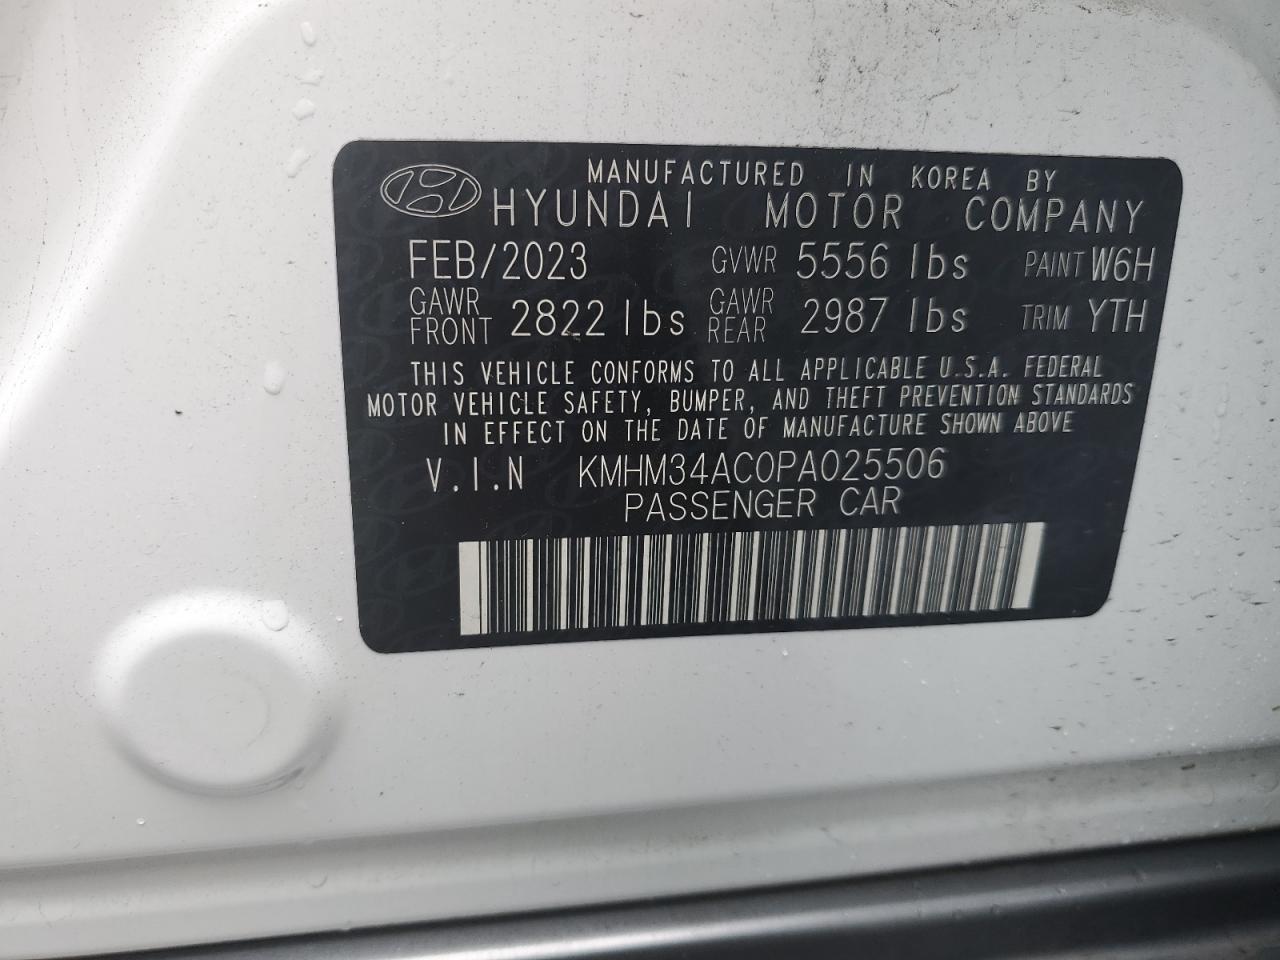 MANUFACTURED IN KOREA BY
HYUNDAI MOTOR COMPANY
FEB/2023 GVWR 5556 lbs PAINT W6H
GAWR FRONT 2822 lbs GAWR REAR 2987 lbs TRIM YTH
THIS VEHICLE CONFORMS TO ALL APPLICABLE U.S.A. FEDERAL
MOTOR VEHICLE SAFETY, BUMPER, AND THEFT PREVENTION STANDARDS
IN EFFECT ON THE DATE OF MANUFACTURE SHOWN ABOVE
V.I.N KMHM34AC0PA025506
PASSENGER CAR